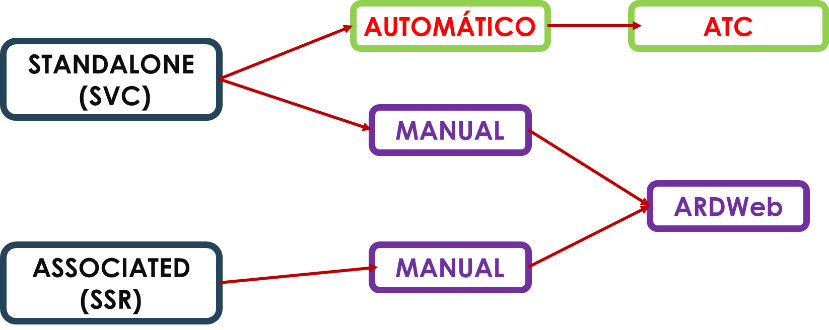 STANDALONE
(SVC)
AUTOMÁTICO
ATC
MANUAL
ARDWeb
ASSOCIATED
(SSR)
MANUAL